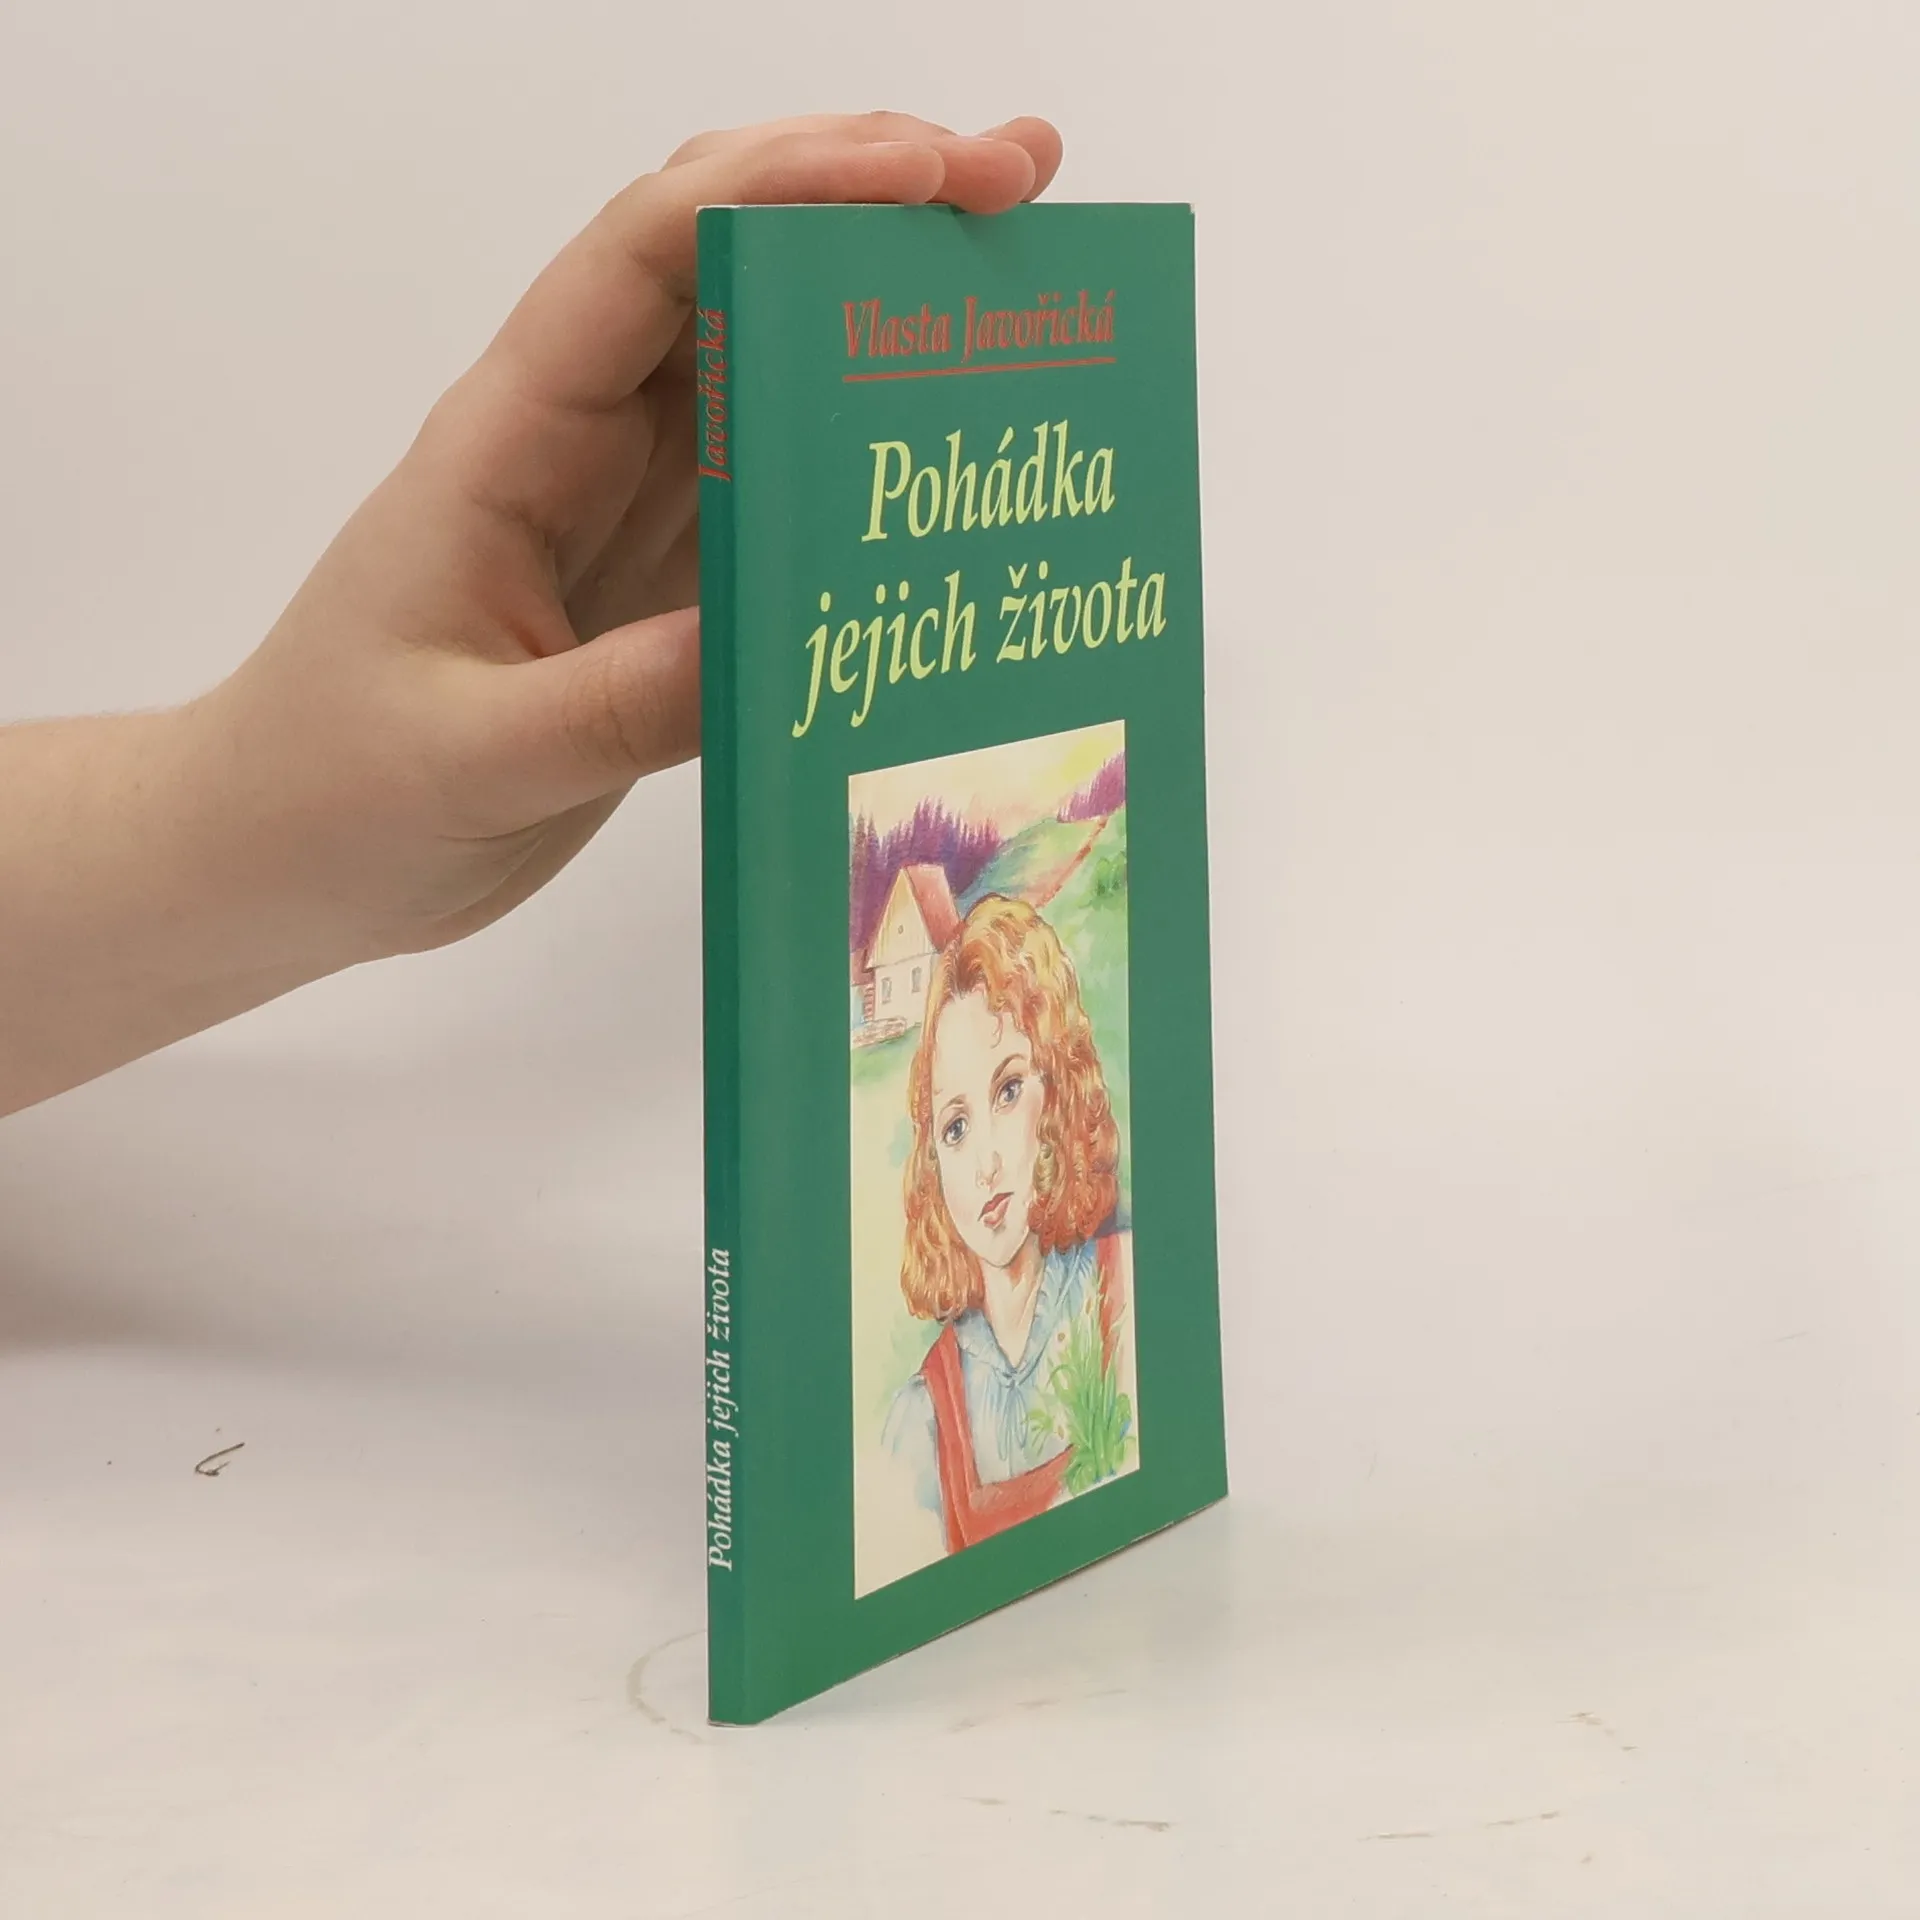 Vlasta Javořická
Pohádka
jejich života
Javořická
Pohádka jejich života